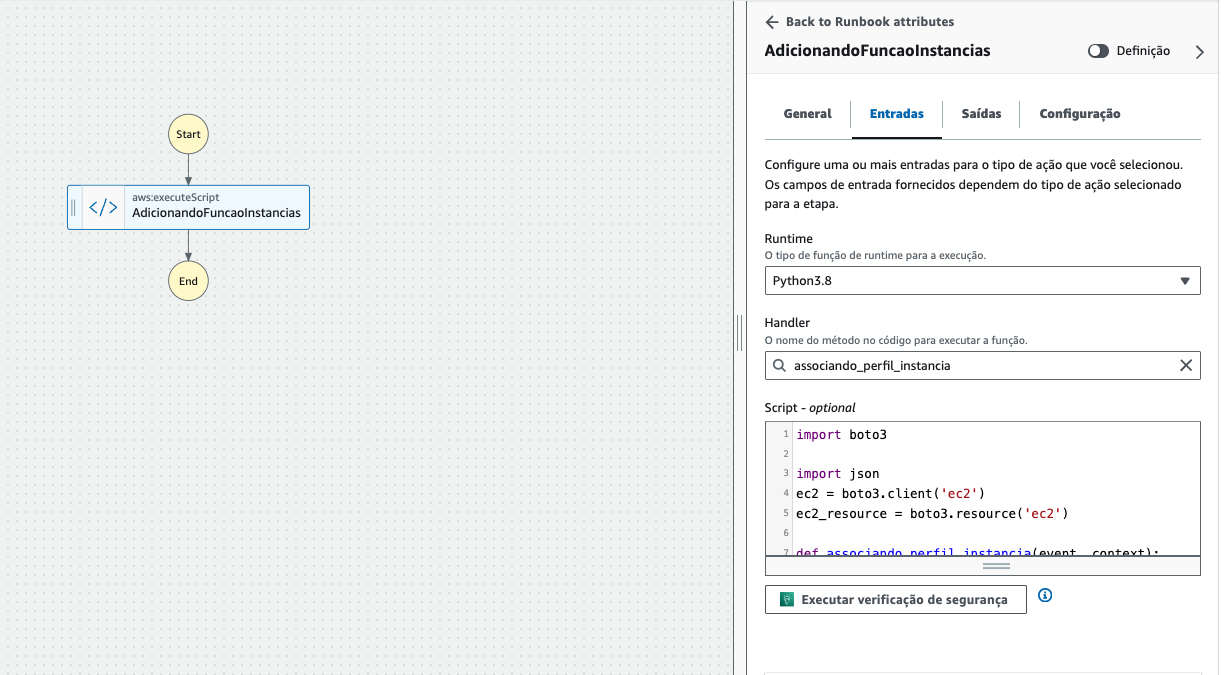 Start
aws:executeScript
AdicionandoFuncaoInstancias
End
Back to Runbook attributes
AdicionandoFuncaoInstancias
Definição
General
Entradas
Saídas
Configuração
Configure uma ou mais entradas para o tipo de ação que você selecionou.
Os campos de entrada fornecidos dependem do tipo de ação selecionado
para a etapa.
Runtime
O tipo de função de runtime para a execução.
Python3.8
Handler
O nome do método no código para executar a função.
associando_perfil_instancia
Script - optional
1 import boto3
2
3 import json
4 ec2 = boto3.client('ec2')
5 ec2_resource = boto3.resource('ec2')
6
7 def associando_perfil_instancia(event, context):
Executar verificação de segurança